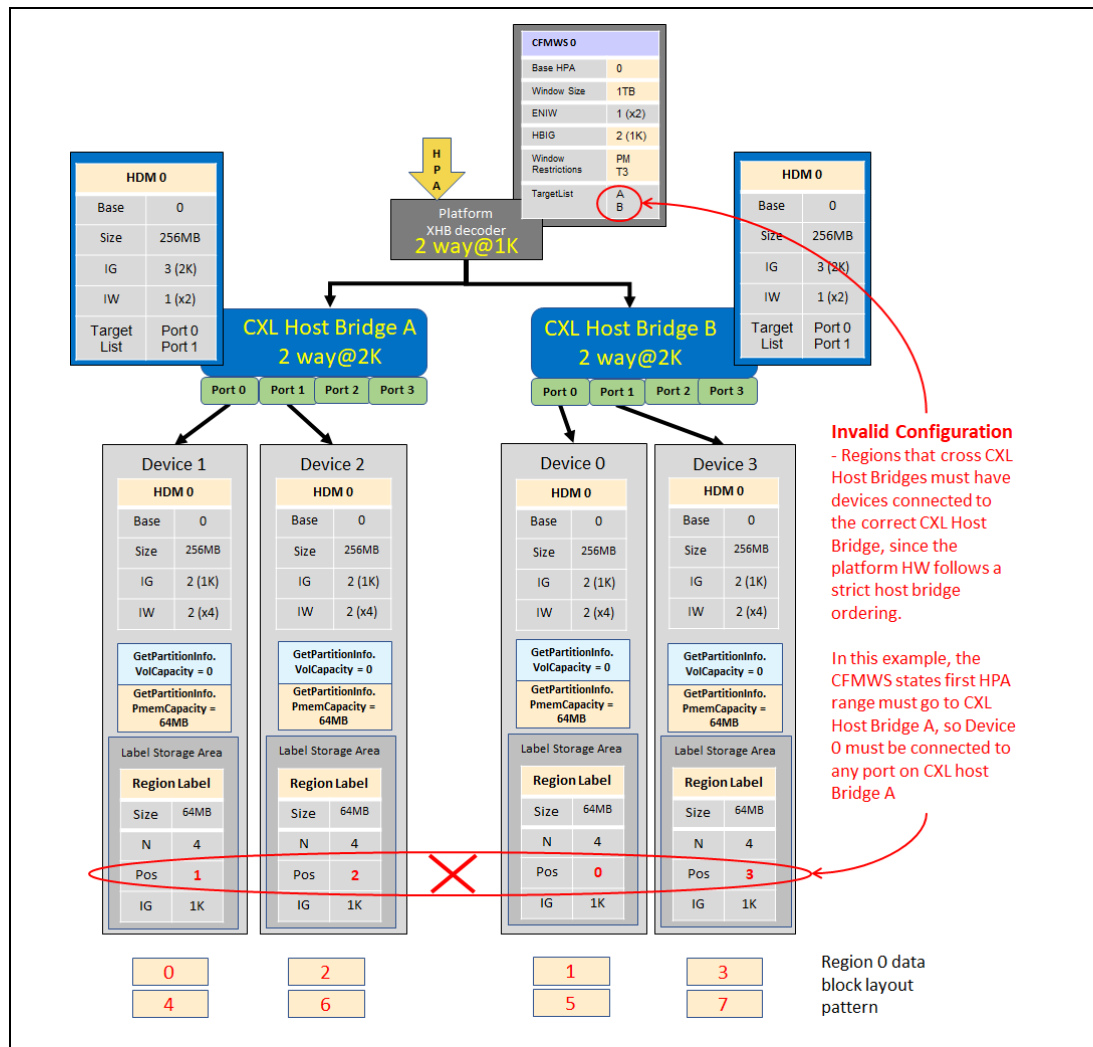 CFMWS 0
Base HPA 0
Window Size 1TB
ENIW 1 (x2)
HBIG 2 (1K)
Window Restrictions PM T3
TargetList A B
H
P
A
Platform
XHB decoder
2 way@1K
HDM 0
Base 0
Size 256MB
IG 3 (2K)
IW 1 (x2)
Target List Port 0 Port 1
HDM 0
Base 0
Size 256MB
IG 3 (2K)
IW 1 (x2)
Target List Port 0 Port 1
CXL Host Bridge A
2 way@2K
Port 0 Port 1 Port 2 Port 3
CXL Host Bridge B
2 way@2K
Port 0 Port 1 Port 2 Port 3
Invalid Configuration
- Regions that cross CXL
Host Bridges must have
devices connected to
the correct CXL Host
Bridge, since the
platform HW follows a
strict host bridge
ordering.
In this example, the
CFMWS states first HPA
range must go to CXL
Host Bridge A, so Device
0 must be connected to
any port on CXL host
Bridge A
Device 1
HDM 0
Base 0
Size 256MB
IG 2 (1K)
IW 2 (x4)
GetPartitionInfo.
VolCapacity = 0
GetPartitionInfo.
PmemCapacity =
64MB
Label Storage Area
Region Label
Size 64MB
N 4
Pos 1
IG 1K
Device 2
HDM 0
Base 0
Size 256MB
IG 2 (1K)
IW 2 (x4)
GetPartitionInfo.
VolCapacity = 0
GetPartitionInfo.
PmemCapacity =
64MB
Label Storage Area
Region Label
Size 64MB
N 4
Pos 2
IG 1K
Device 0
HDM 0
Base 0
Size 256MB
IG 2 (1K)
IW 2 (x4)
GetPartitionInfo.
VolCapacity = 0
GetPartitionInfo.
PmemCapacity =
64MB
Label Storage Area
Region Label
Size 64MB
N 4
Pos 0
IG 1K
Device 3
HDM 0
Base 0
Size 256MB
IG 2 (1K)
IW 2 (x4)
GetPartitionInfo.
VolCapacity = 0
GetPartitionInfo.
PmemCapacity =
64MB
Label Storage Area
Region Label
Size 64MB
N 4
Pos 3
IG 1K
0 2 1 3
4 6 5 7
Region 0 data
block layout
pattern